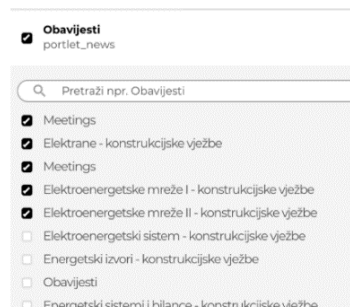 Obavijesti
portlet_news
Pretraži npr. Obavijesti
Meetings
Elektrane - konstrukcijske vježbe
Meetings
Elektroenergetske mreže I - konstrukcijske vježbe
Elektroenergetske mreže II - konstrukcijske vježbe
Elektroenergetski sistem - konstrukcijske vježbe
Energetski izvori - konstrukcijske vježbe
Obavijesti
Energetski sistemi i bilance - konstrukcijske vježbe